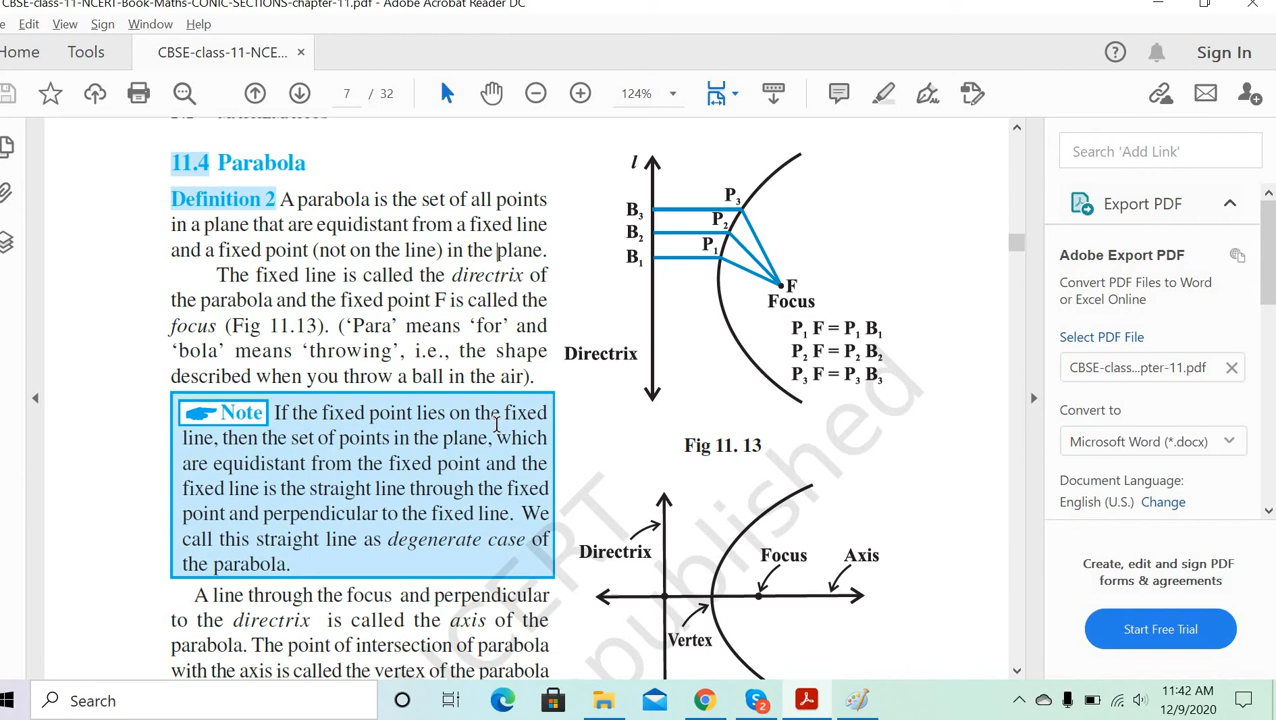 e-class-11-NCERT-Book-Maths-CONIC-SECTIONS-chapter-11.pdf - Adobe Acrobat Reader DC
Edit View Sign Window Help
Home Tools CBSE-class-11-NCE... × Sign In
7 / 32 124%
11.4 Parabola
Definition 2 A parabola is the set of all points
in a plane that are equidistant from a fixed line
and a fixed point (not on the line) in the plane.
The fixed line is called the directrix of
the parabola and the fixed point F is called the
focus (Fig 11.13). (‘Para’ means ‘for’ and
‘bola’ means ‘throwing’, i.e., the shape
described when you throw a ball in the air).
Note If the fixed point lies on the fixed
line, then the set of points in the plane, which
are equidistant from the fixed point and the
fixed line is the straight line through the fixed
point and perpendicular to the fixed line. We
call this straight line as degenerate case of
the parabola.
A line through the focus and perpendicular
to the directrix is called the axis of the
parabola. The point of intersection of parabola
with the axis is called the vertex of the parabola
l
P₃
B₃
P₂
B₂
P₁
B₁
F
Focus
P₁ F = P₁ B₁
P₂ F = P₂ B₂
P₃ F = P₃ B₃
Directrix
Fig 11. 13
Directrix
Focus
Axis
Vertex
CERT
published
Search 'Add Link'
Export PDF
Adobe Export PDF
Convert PDF Files to Word
or Excel Online
Select PDF File
CBSE-class...pter-11.pdf ×
Convert to
Microsoft Word (*.docx)
Document Language:
English (U.S.) Change
Create, edit and sign PDF
forms & agreements
Start Free Trial
Search
2
11:42 AM
12/9/2020